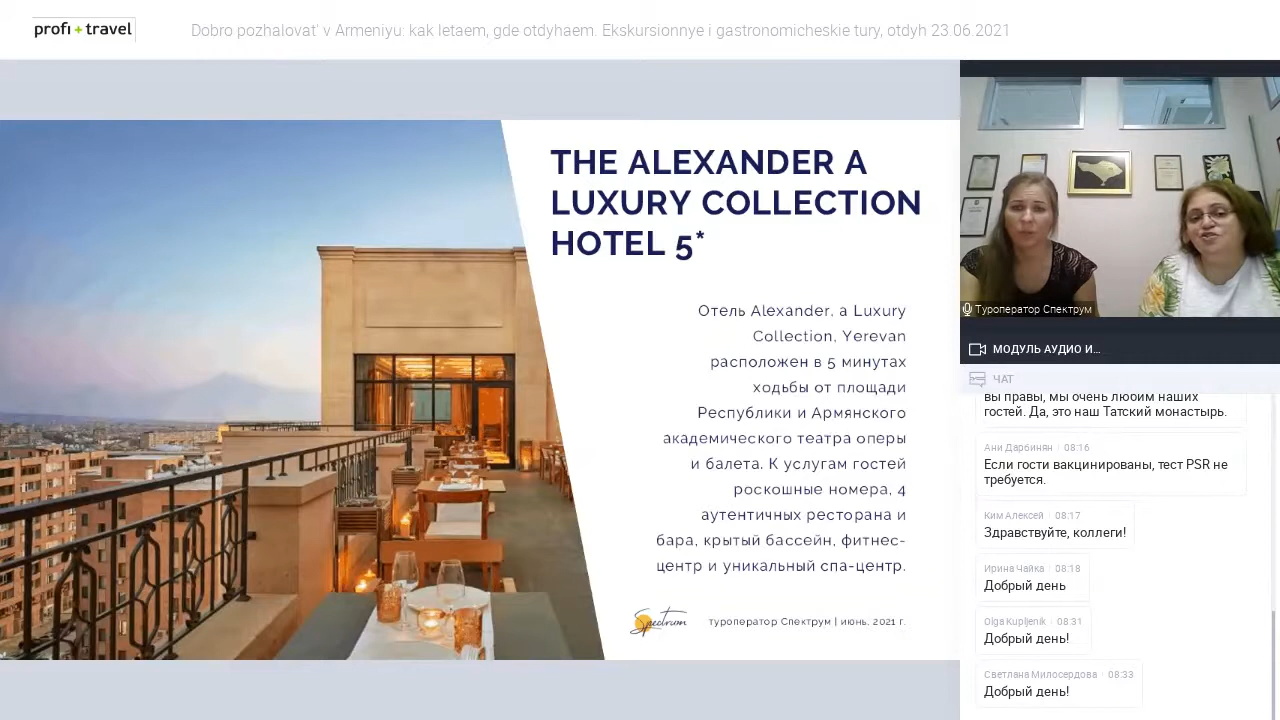 profi + travel
Dobro pozhalovat' v Armeniyu: kak letaem, gde otdyhaem. Ekskursionnye i gastronomicheskie tury, otdyh 23.06.2021
THE ALEXANDER A
LUXURY COLLECTION
HOTEL 5*
Отель Alexander, a Luxury
Collection, Yerevan
расположен в 5 минутах
ходьбы от площади
Республики и Армянского
академического театра оперы
и балета. К услугам гостей
роскошные номера, 4
аутентичных ресторана и
бара, крытый бассейн, фитнес-
центр и уникальный спа-центр.
Spectrum
туроператор Спектрум | июнь, 2021 г.
Туроператор Спектрум
МОДУЛЬ АУДИО И...
ЧАТ
вы правы, мы очень любим наших
гостей. Да, это наш Татский монастырь.
Ани Дарбинян 08:16
Если гости вакцинированы, тест PSR не
требуется.
Ким Алексей 08:17
Здравствуйте, коллеги!
Ирина Чайка 08:18
Добрый день
Olga Kupljenik 08:31
Добрый день!
Светлана Милосердова 08:33
Добрый день!